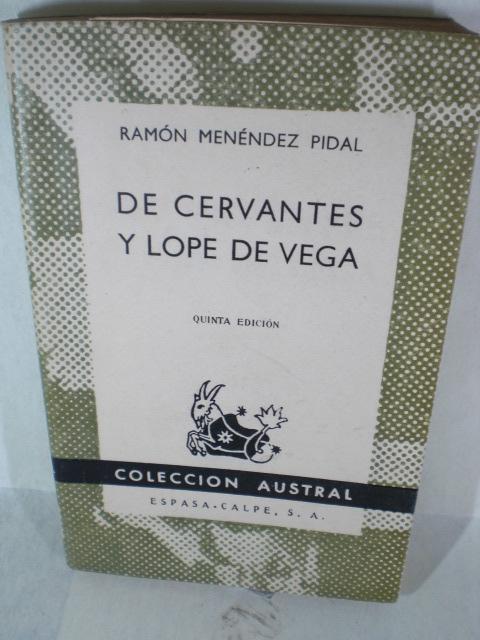 RAMÓN MENÉNDEZ PIDAL
DE CERVANTES
Y LOPE DE VEGA
QUINTA EDICIÓN
COLECCION AUSTRAL
ESPASA-CALPE, S. A.